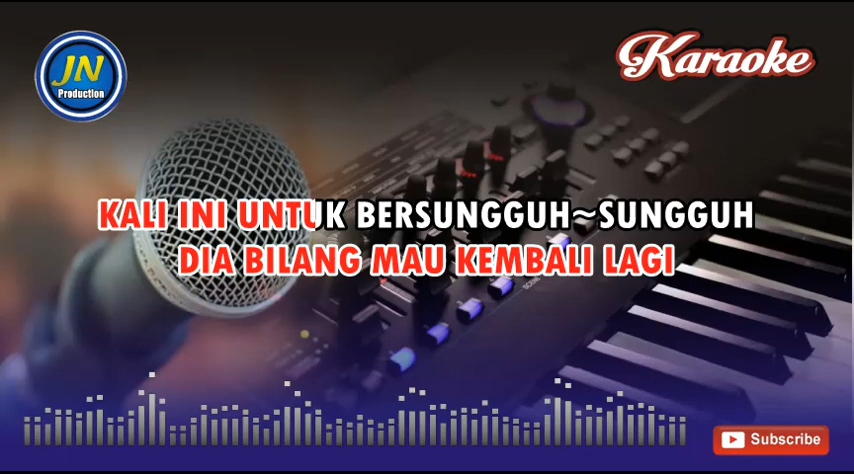 JN
Production
Karaoke
KALI INI UNTUK BERSUNGGUH~SUNGGUH
DIA BILANG MAU KEMBALI LAGI
Subscribe